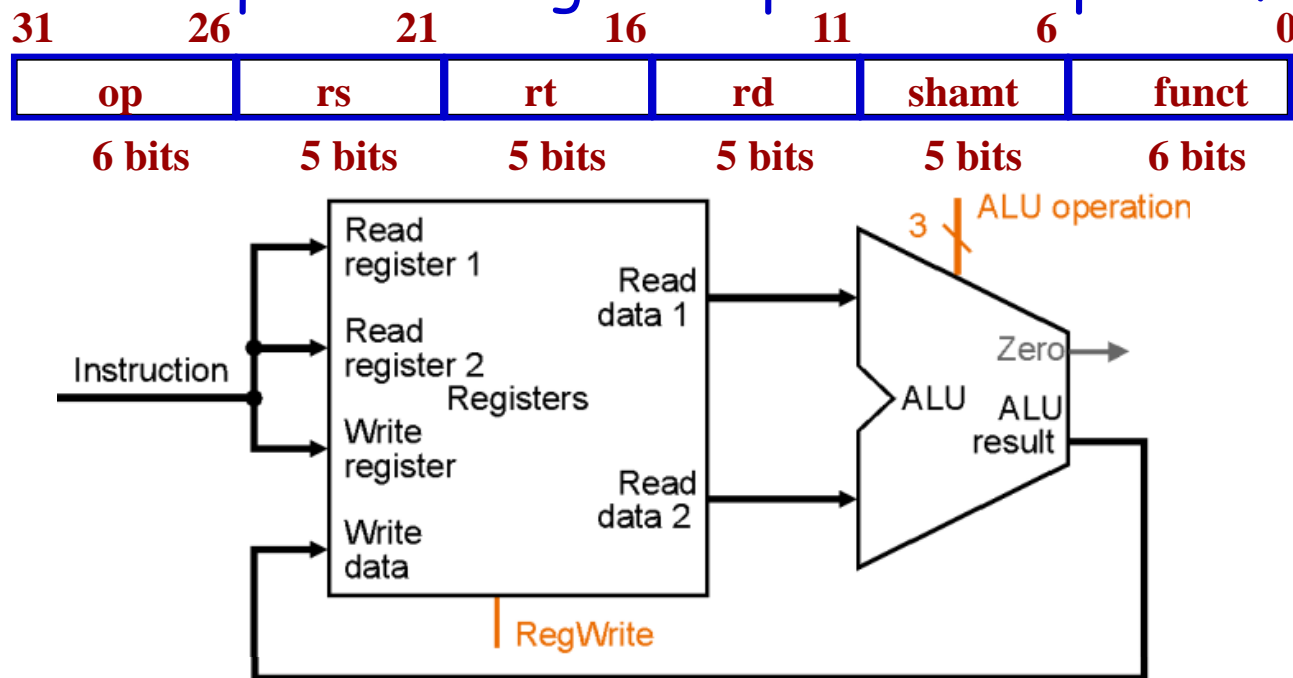 31 26 21 16 11 6 0
op rs rt rd shamt funct
6 bits 5 bits 5 bits 5 bits 5 bits 6 bits
ALU operation
3
Read
register 1
Read
data 1
Read
register 2
Instruction
Registers
Zero
ALU
ALU
result
Write
register
Read
data 2
Write
data
RegWrite